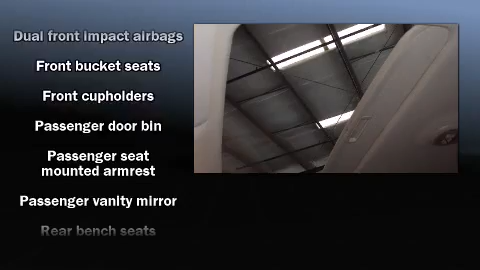 Dual front impact airbags
Front bucket seats
Front cupholders
Passenger door bin
Passenger seat
mounted armrest
Passenger vanity mirror
Rear bench seats